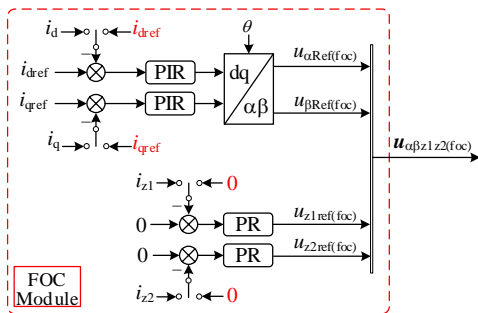 i_d i_dref θ
i_dref − PIR dq αβ u_αRef(foc)
i_qref PIR u_βRef(foc)
−
i_q i_qref u_αβz1z2(foc)
i_z1 0
−
0 PR u_z1ref(foc)
0 PR u_z2ref(foc)
−
FOC
Module
i_z2 0